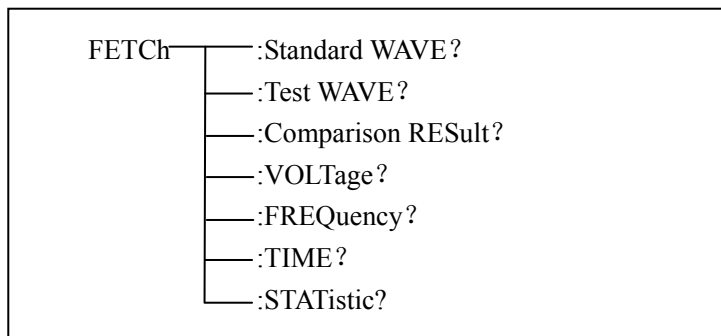 FETCh :Standard WAVE？
:Test WAVE？
:Comparison RESult？
:VOLTage？
:FREQuency？
:TIME？
:STATistic?